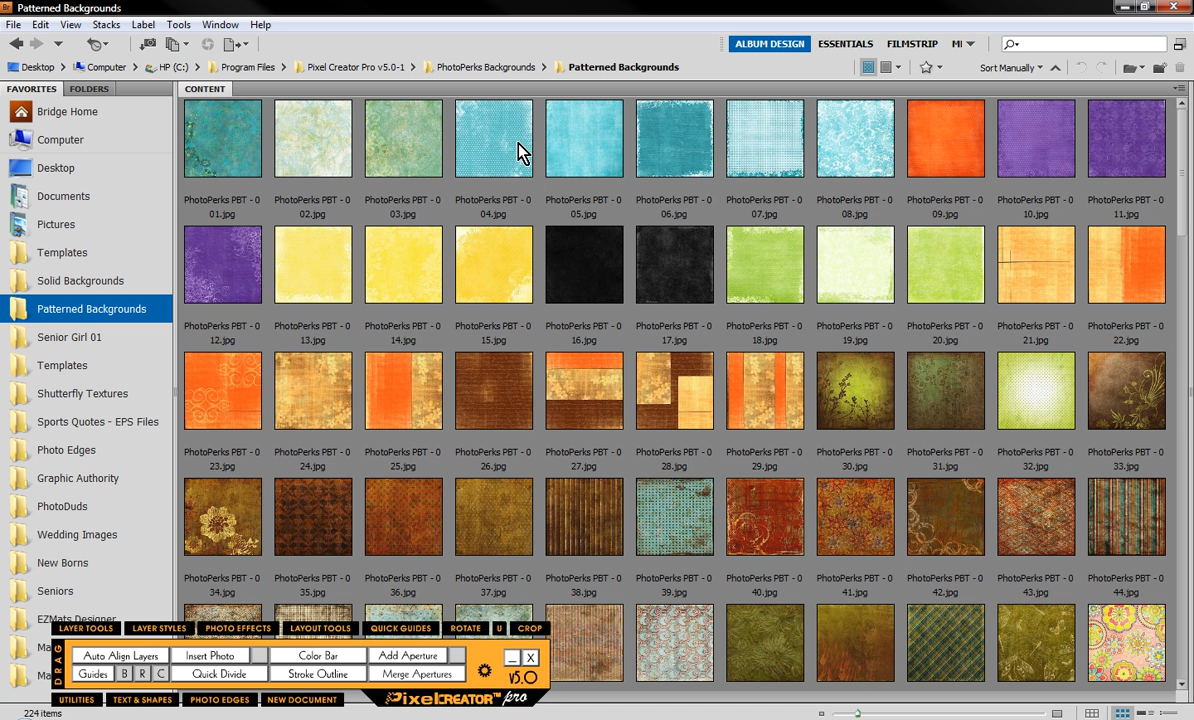 Br Patterned Backgrounds
File Edit View Stacks Label Tools Window Help
ALBUM DESIGN ESSENTIALS FILMSTRIP
Desktop Computer HP (C:) Program Files Pixel Creator Pro v5.0-1 PhotoPerks Backgrounds Patterned Backgrounds Sort Manually
FAVORITES FOLDERS CONTENT
Bridge Home
Computer
Desktop
Documents
Pictures
Templates
Solid Backgrounds
Patterned Backgrounds
Senior Girl 01
Templates
Shutterfly Textures
Sports Quotes - EPS Files
Photo Edges
Graphic Authority
PhotoDuds
Wedding Images
New Borns
Seniors
EZMats Designer
PhotoPerks PBT - 0 PhotoPerks PBT - 0 PhotoPerks PBT - 0 PhotoPerks PBT - 0 PhotoPerks PBT - 0 PhotoPerks PBT - 0 PhotoPerks PBT - 0 PhotoPerks PBT - 0 PhotoPerks PBT - 0 PhotoPerks PBT - 0 PhotoPerks PBT - 0
01.jpg 02.jpg 03.jpg 04.jpg 05.jpg 06.jpg 07.jpg 08.jpg 09.jpg 10.jpg 11.jpg
PhotoPerks PBT - 0 PhotoPerks PBT - 0 PhotoPerks PBT - 0 PhotoPerks PBT - 0 PhotoPerks PBT - 0 PhotoPerks PBT - 0 PhotoPerks PBT - 0 PhotoPerks PBT - 0 PhotoPerks PBT - 0 PhotoPerks PBT - 0 PhotoPerks PBT - 0
12.jpg 13.jpg 14.jpg 15.jpg 16.jpg 17.jpg 18.jpg 19.jpg 20.jpg 21.jpg 22.jpg
PhotoPerks PBT - 0 PhotoPerks PBT - 0 PhotoPerks PBT - 0 PhotoPerks PBT - 0 PhotoPerks PBT - 0 PhotoPerks PBT - 0 PhotoPerks PBT - 0 PhotoPerks PBT - 0 PhotoPerks PBT - 0 PhotoPerks PBT - 0 PhotoPerks PBT - 0
23.jpg 24.jpg 25.jpg 26.jpg 27.jpg 28.jpg 29.jpg 30.jpg 31.jpg 32.jpg 33.jpg
PhotoPerks PBT - 0 PhotoPerks PBT - 0 PhotoPerks PBT - 0 PhotoPerks PBT - 0 PhotoPerks PBT - 0 PhotoPerks PBT - 0 PhotoPerks PBT - 0 PhotoPerks PBT - 0 PhotoPerks PBT - 0 PhotoPerks PBT - 0 PhotoPerks PBT - 0
34.jpg 35.jpg 36.jpg 37.jpg 38.jpg 39.jpg 40.jpg 41.jpg 42.jpg 43.jpg 44.jpg
LAYER TOOLS LAYER STYLES PHOTO EFFECTS LAYOUT TOOLS QUICK GUIDES ROTATE U CROP
DRAG
Auto Align Layers Insert Photo Color Bar Add Aperture _ X
Guides B R C Quick Divide Stroke Outline Merge Apertures v5.0
UTILITIES TEXT & SHAPES PHOTO EDGES NEW DOCUMENT PixelCREATOR™ pro
224 items